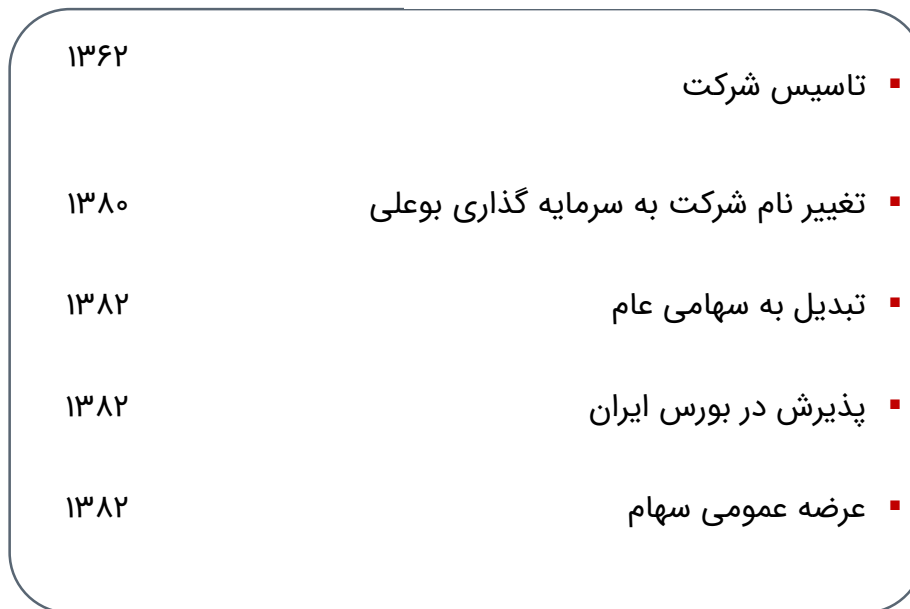 تاسیس شرکت ۱۳۶۲
تغییر نام شرکت به سرمایه گذاری بوعلی ۱۳۸۰
تبدیل به سهامی عام ۱۳۸۲
پذیرش در بورس ایران ۱۳۸۲
عرضه عمومی سهام ۱۳۸۲